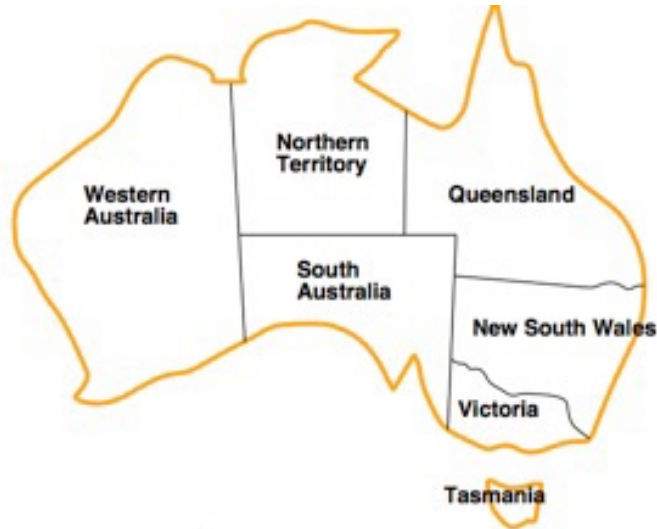 Northern
Territory
Western
Australia
Queensland
South
Australia
New South Wales
Victoria
Tasmania